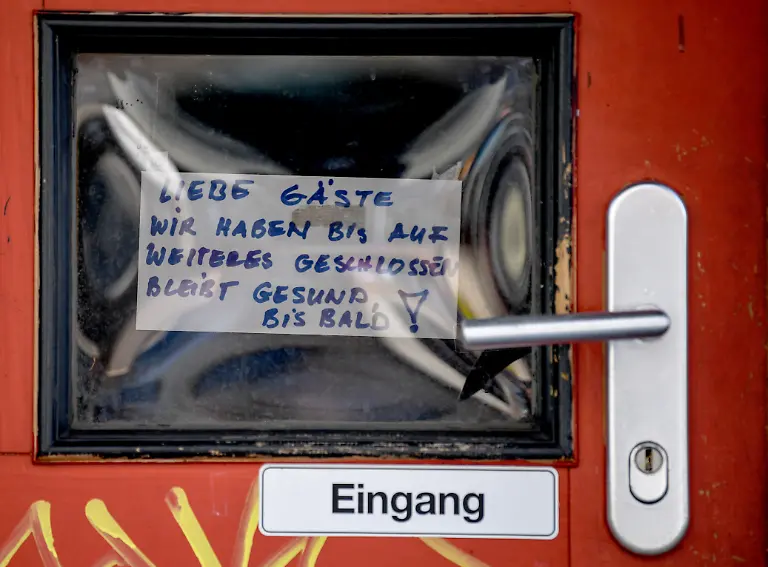 LIEBE GÄSTE
WIR HABEN BIS AUF
WEITERES GESCHLOSSEN
BLEIBT GESUND,
BIS BALD!
Eingang